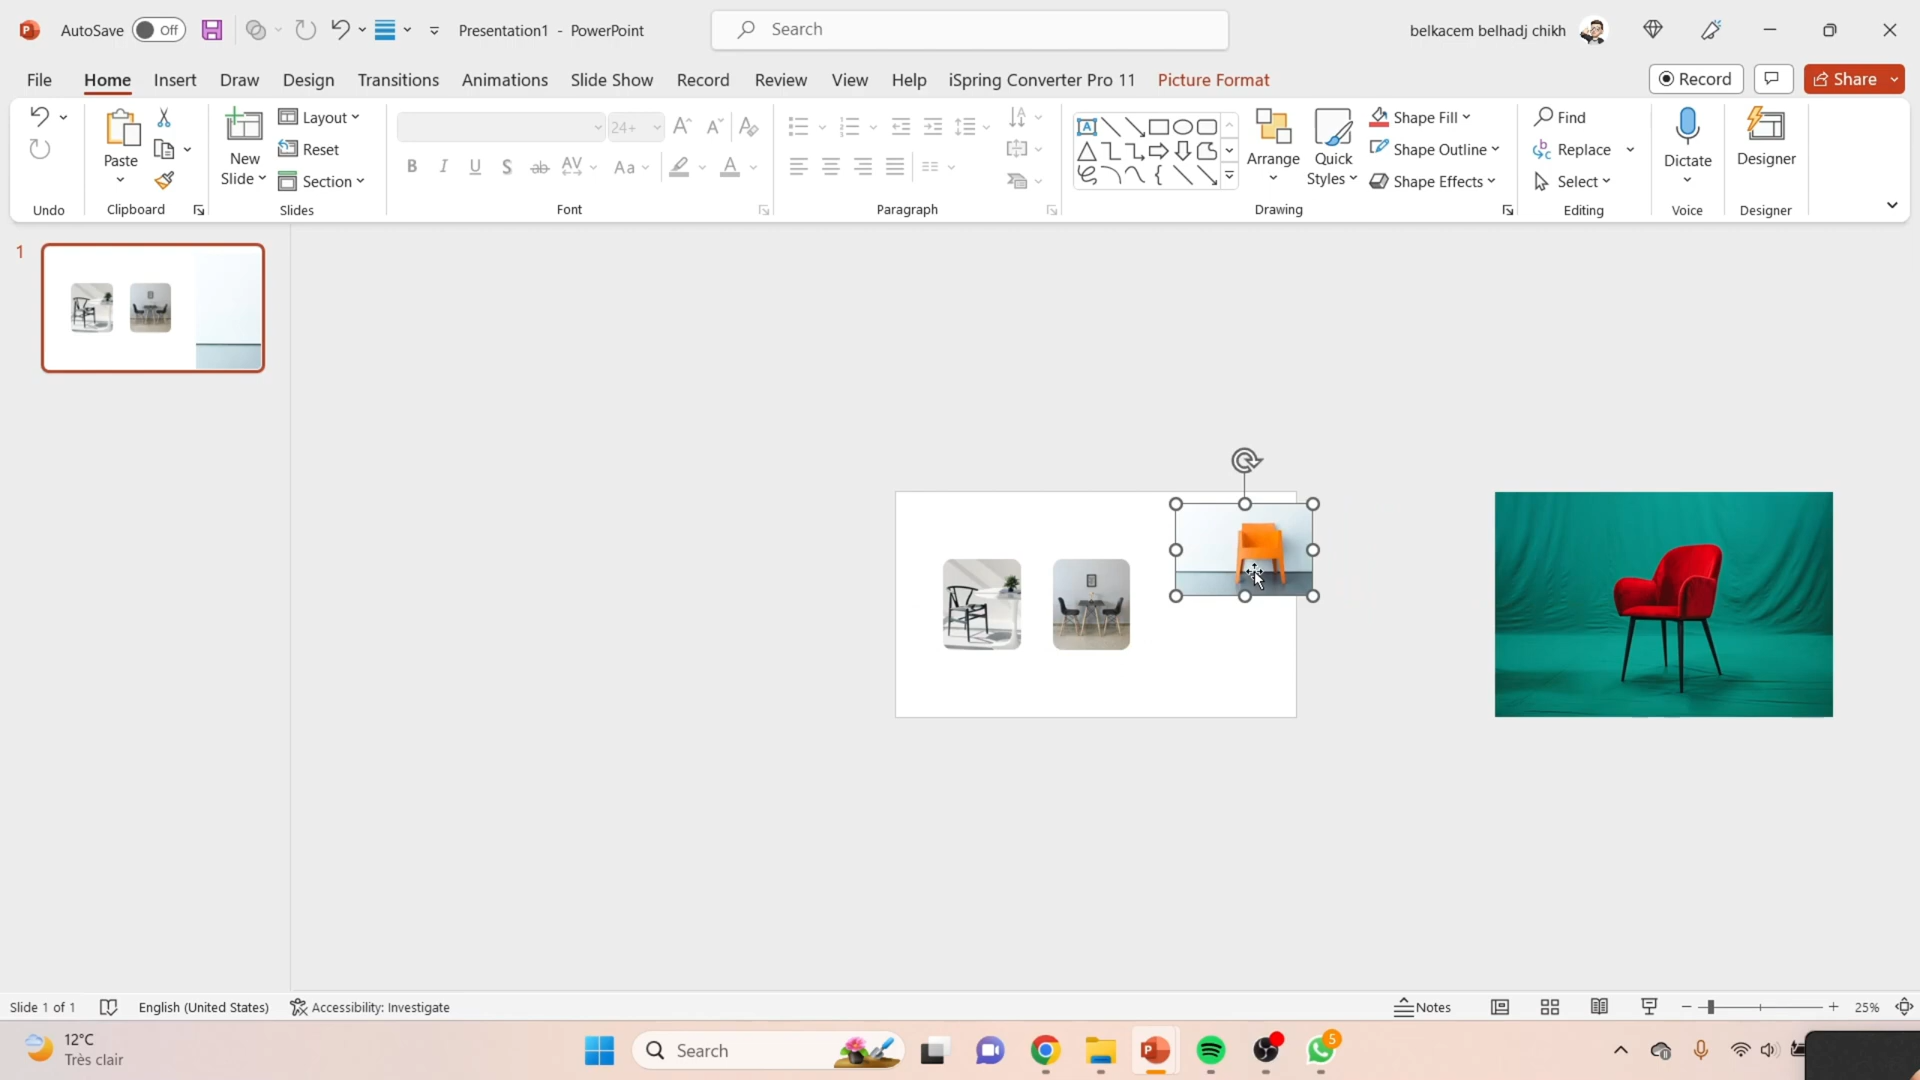 AutoSave Off Presentation1 - PowerPoint Search belkacem belhadj chikh
File Home Insert Draw Design Transitions Animations Slide Show Record Review View Help iSpring Converter Pro 11 Picture Format Record Share
Undo
Paste
Clipboard
New Slide
Layout
Reset
Section
Slides
24+
Font
Paragraph
Arrange
Quick Styles
Shape Fill
Shape Outline
Shape Effects
Drawing
Find
Replace
Select
Editing
Dictate
Voice
Designer
Designer
1
Slide 1 of 1 English (United States) Accessibility: Investigate Notes 25%
12°C
Très clair
Search
5